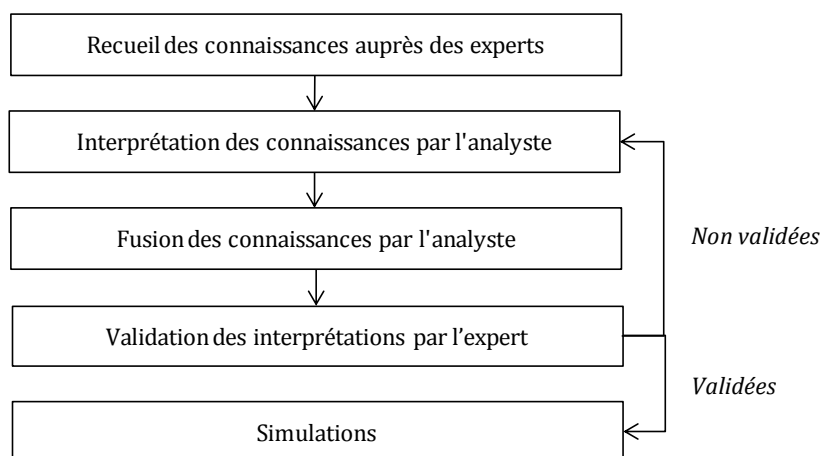 Recueil des connaissances auprès des experts
Interprétation des connaissances par l'analyste
Fusion des connaissances par l'analyste
Non validées
Validation des interprétations par l’expert
Validées
Simulations